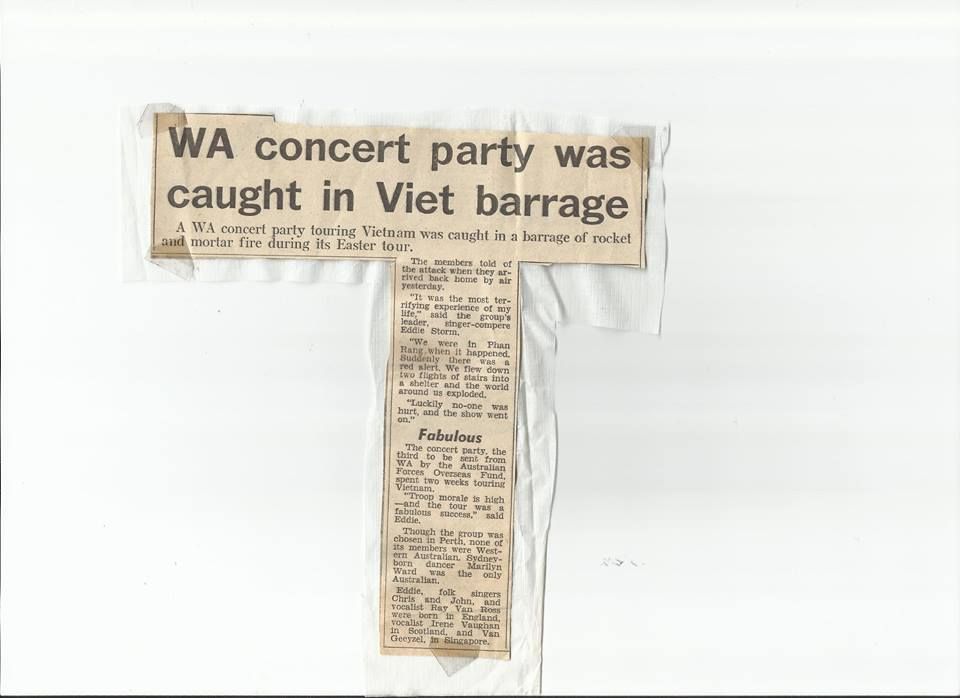 WA concert party was
caught in Viet barrage
A WA concert party touring Vietnam was caught in a barrage of rocket
and mortar fire during its Easter tour.
The members told of
the attack when they ar-
rived back home by air
yesterday.
"It was the most ter-
rifying experience of my
life," said the group's
leader, singer-compere
Eddie Storm.
"We were in Phan
Rang when it happened.
Suddenly there was a
red alert. We flew down
two flights of stairs into
a shelter and the world
around us exploded.
"Luckily no-one was
hurt, and the show went
on."
Fabulous
The concert party, the
third to be sent from
WA by the Australian
Forces Overseas Fund,
spent two weeks touring
Vietnam.
"Troop morale is high
—and the tour was a
fabulous success," said
Eddie.
Though the group was
chosen in Perth, none of
its members were West-
ern Australian. Sydney-
born dancer Marilyn
Ward was the only
Australian.
Eddie, folk singers
Chris and John, and
vocalist Ray Van Ross
were born in England,
vocalist Irene Vaughan
in Scotland, and Van
Geeyzel, in Singapore.